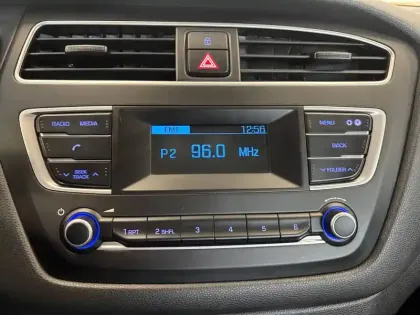 FM1 12:56
P2 96.0 MHz
RADIO MEDIA
SEEK
TRACK
MENU
BACK
FOLDER
1 RPT 2 SHFL 3 4 5 6